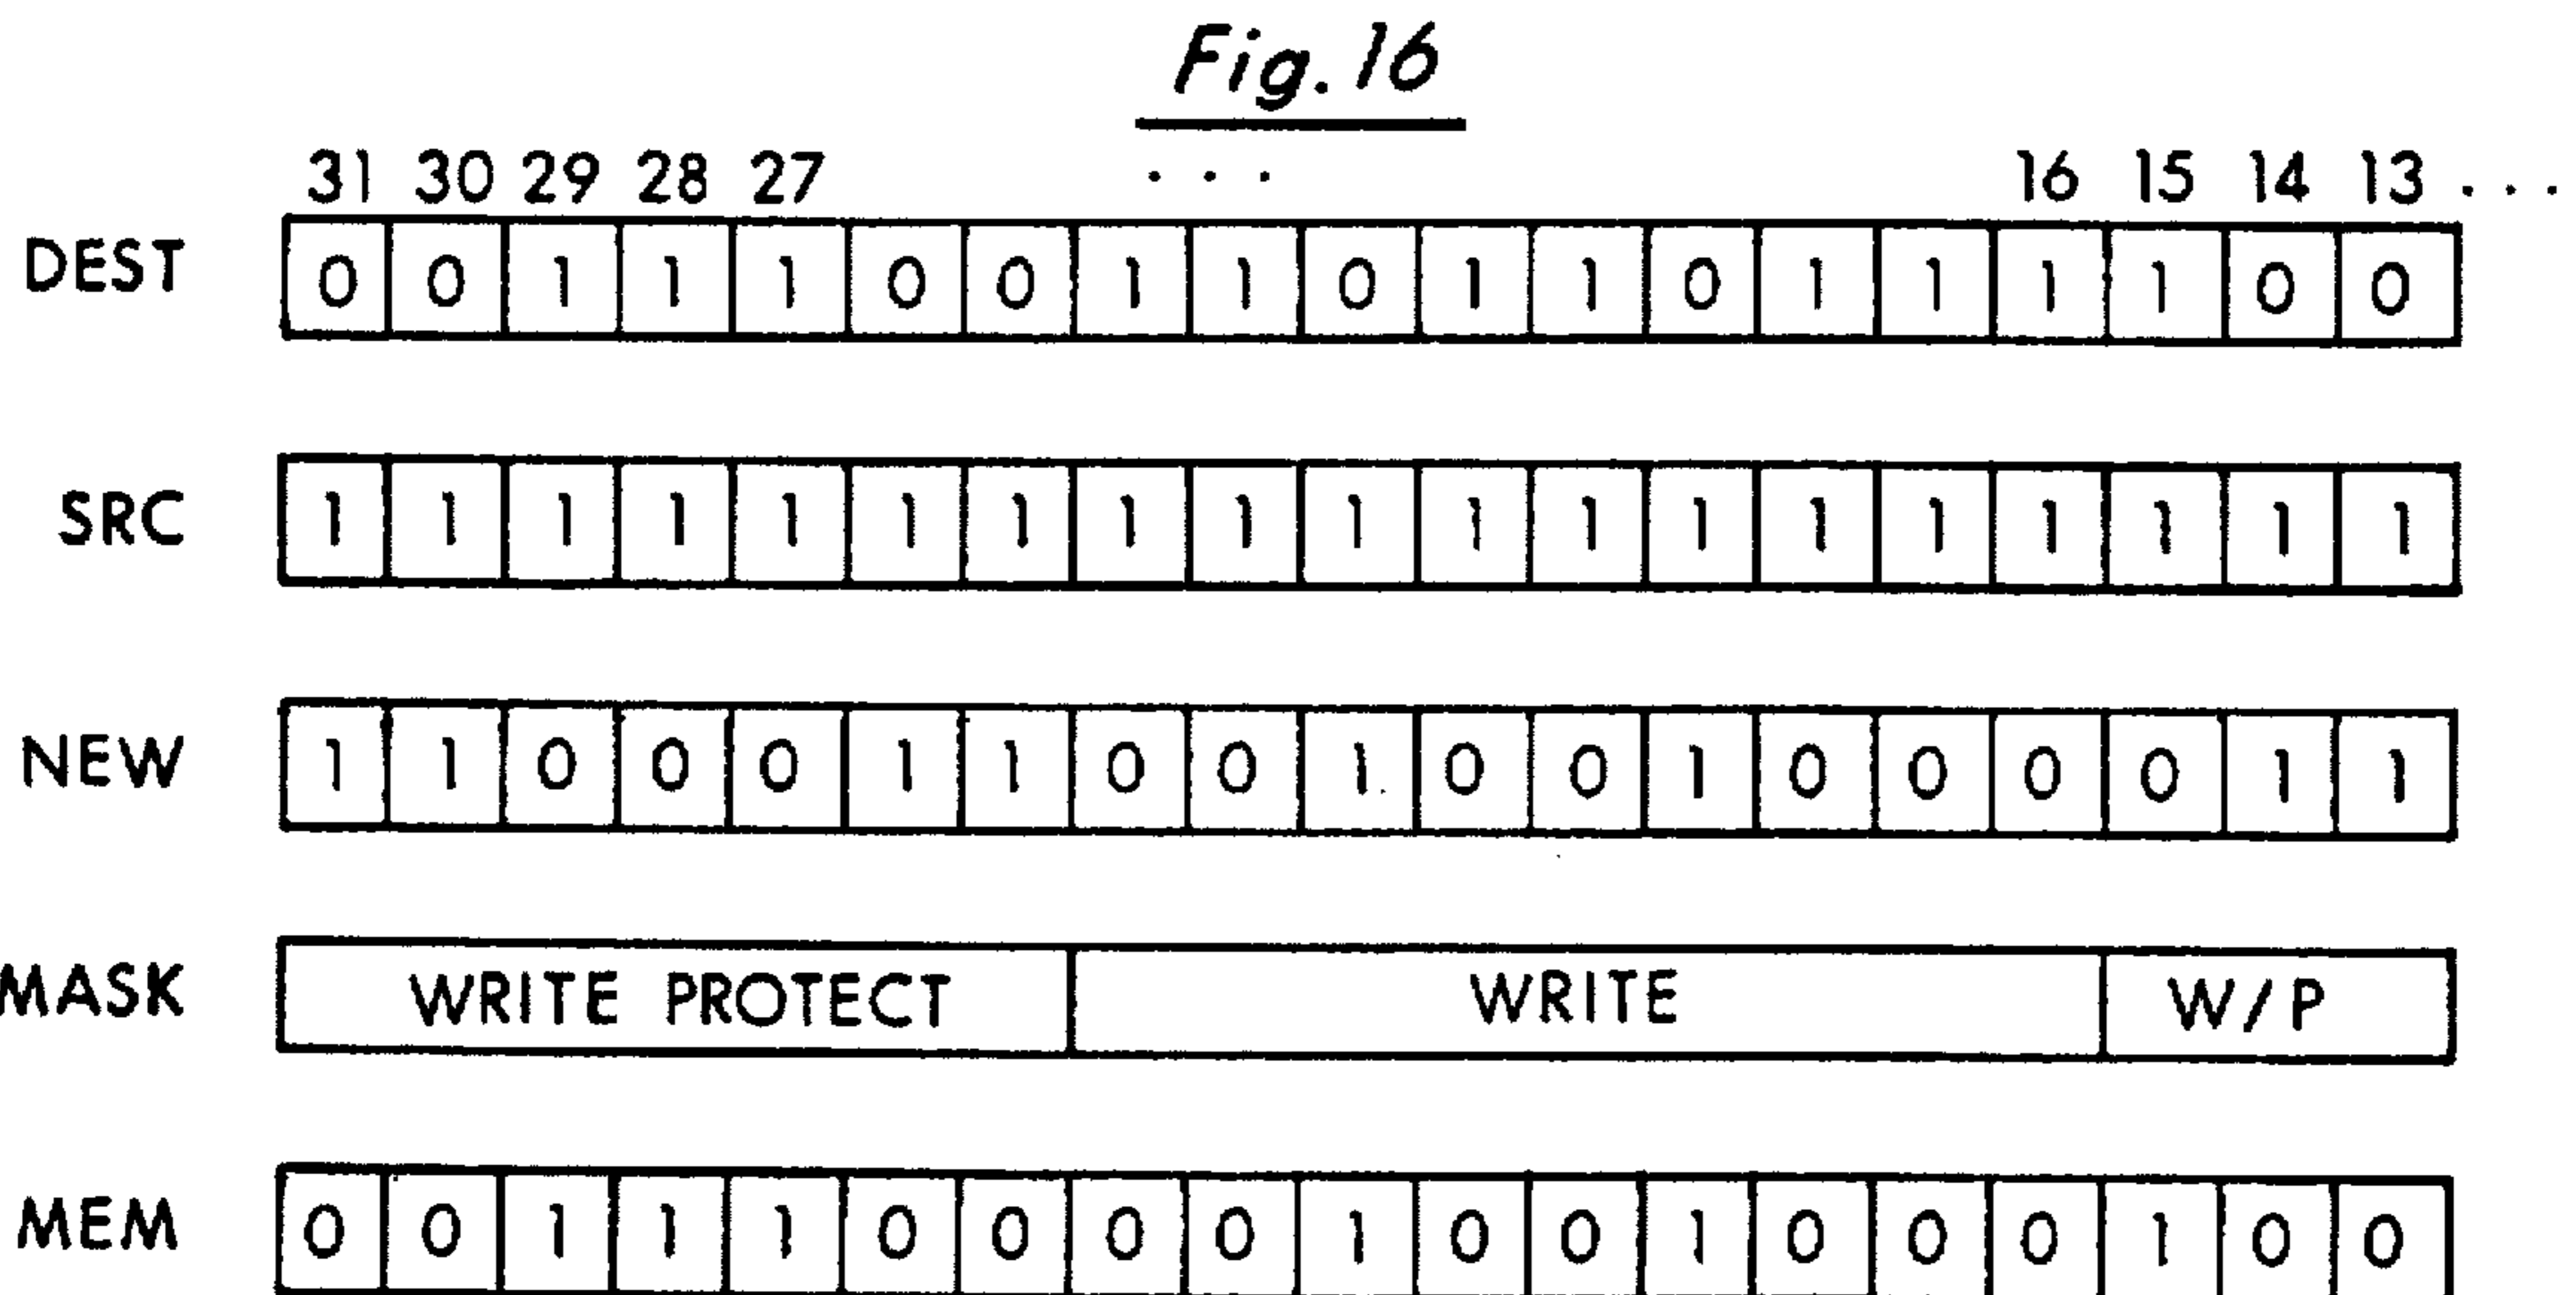 Fig. 16
31 30 29 28 27 . . . 16 15 14 13 . . .
DEST 0 0 1 1 1 0 0 1 1 0 1 1 0 1 1 1 1 0 0
SRC 1 1 1 1 1 1 1 1 1 1 1 1 1 1 1 1 1 1 1
NEW 1 1 0 0 0 1 1 0 0 1 0 0 1 0 0 0 0 1 1
MASK WRITE PROTECT WRITE W/P
MEM 0 0 1 1 1 0 0 0 0 1 0 0 1 0 0 0 1 0 0